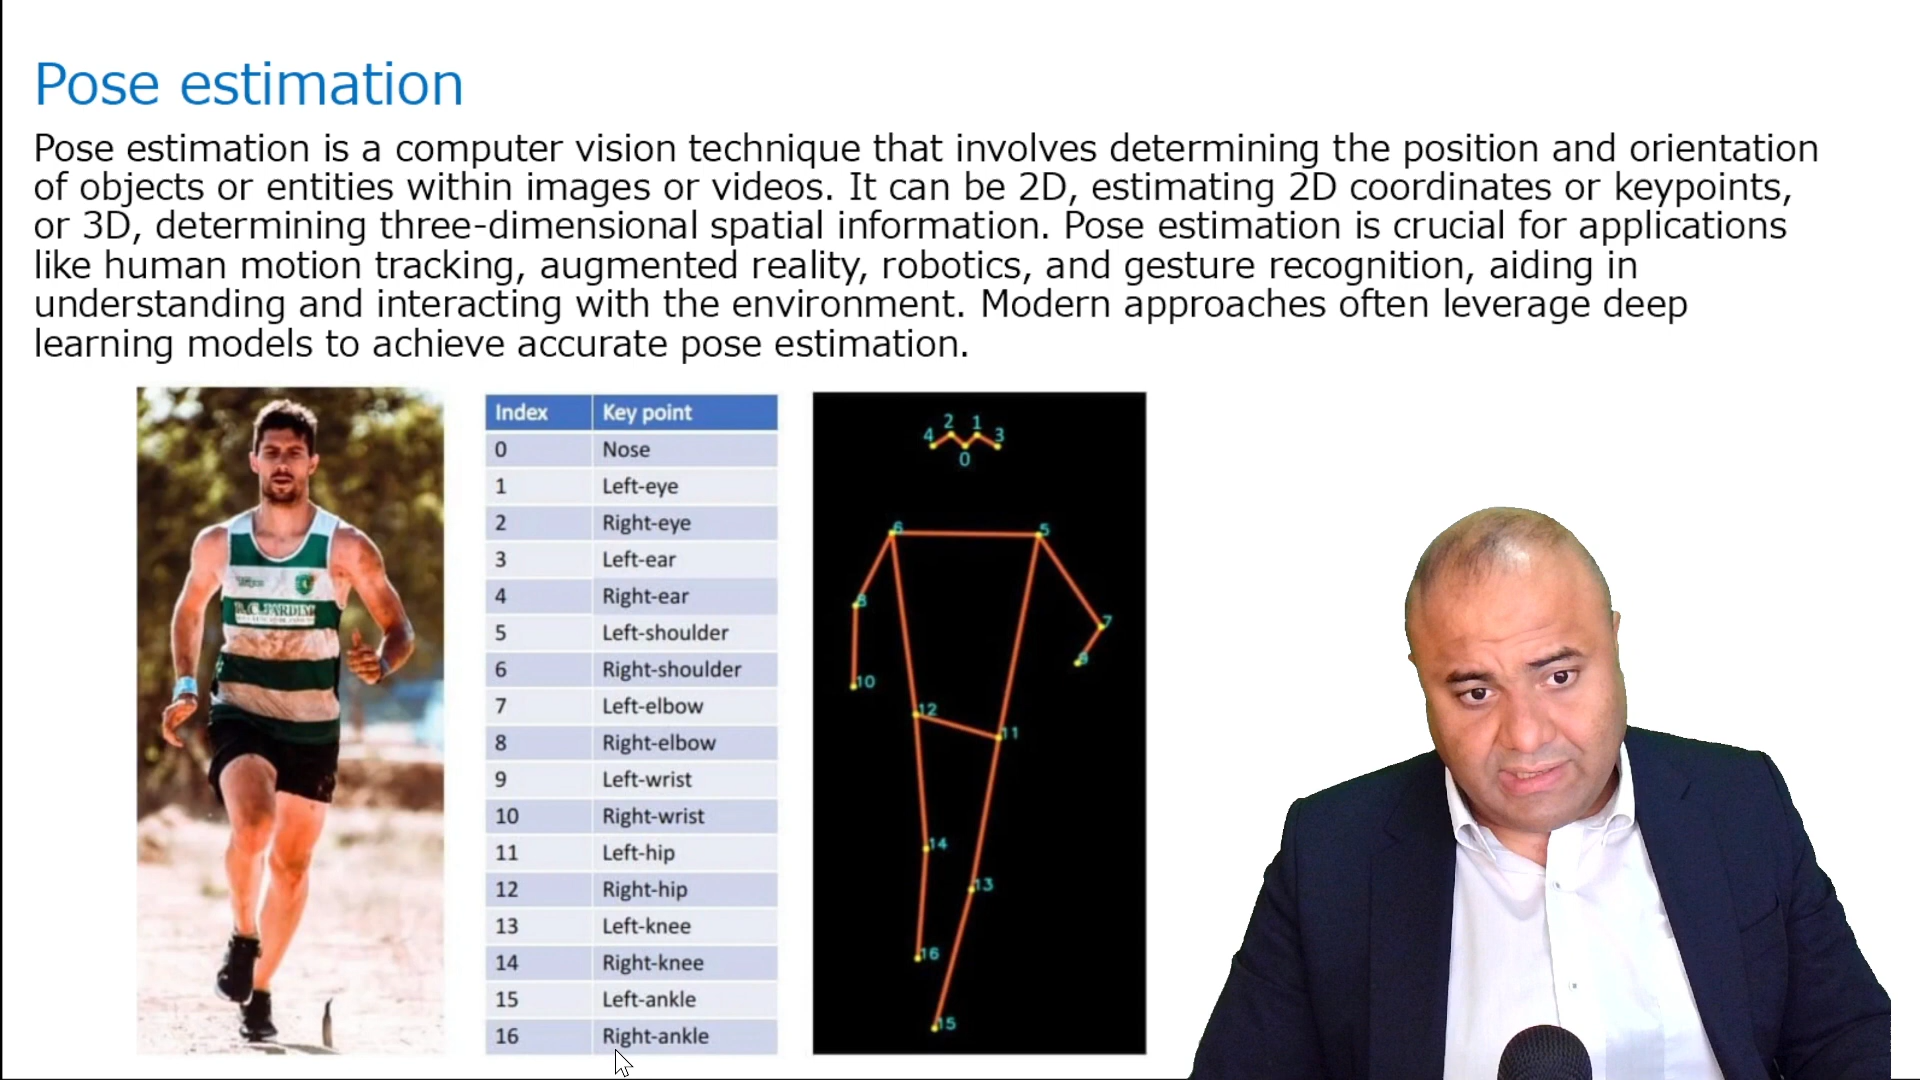 Pose estimation
Pose estimation is a computer vision technique that involves determining the position and orientation
of objects or entities within images or videos. It can be 2D, estimating 2D coordinates or keypoints,
or 3D, determining three-dimensional spatial information. Pose estimation is crucial for applications
like human motion tracking, augmented reality, robotics, and gesture recognition, aiding in
understanding and interacting with the environment. Modern approaches often leverage deep
learning models to achieve accurate pose estimation.
Index Key point
0 Nose
1 Left-eye
2 Right-eye
3 Left-ear
4 Right-ear
5 Left-shoulder
6 Right-shoulder
7 Left-elbow
8 Right-elbow
9 Left-wrist
10 Right-wrist
11 Left-hip
12 Right-hip
13 Left-knee
14 Right-knee
15 Left-ankle
16 Right-ankle
4 2 1 3
0
6 5
8 7
9
10
12 11
14
13
16
15